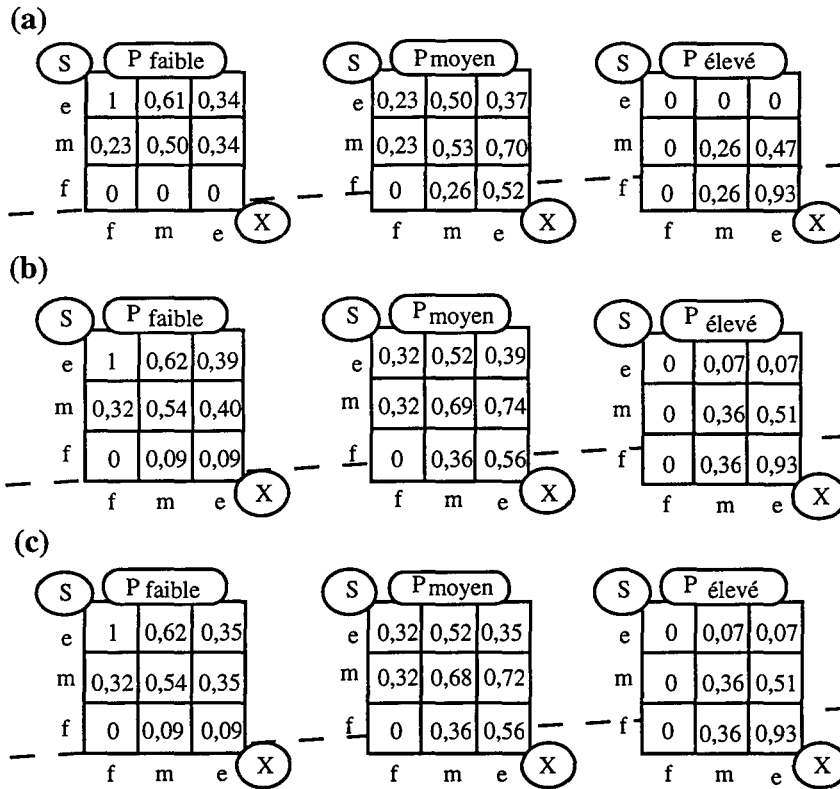 (a)
S P faible S P moyen S P élevé
e 1 0,61 0,34 e 0,23 0,50 0,37 e 0 0 0
m 0,23 0,50 0,34 m 0,23 0,53 0,70 m 0 0,26 0,47
f 0 0 0 f 0 0,26 0,52 f 0 0,26 0,93
f m e X f m e X f m e X
(b)
S P faible S P moyen S P élevé
e 1 0,62 0,39 e 0,32 0,52 0,39 e 0 0,07 0,07
m 0,32 0,54 0,40 m 0,32 0,69 0,74 m 0 0,36 0,51
f 0 0,09 0,09 f 0 0,36 0,56 f 0 0,36 0,93
f m e X f m e X f m e X
(c)
S P faible S P moyen S P élevé
e 1 0,62 0,35 e 0,32 0,52 0,35 e 0 0,07 0,07
m 0,32 0,54 0,35 m 0,32 0,68 0,72 m 0 0,36 0,51
f 0 0,09 0,09 f 0 0,36 0,56 f 0 0,36 0,93
f m e X f m e X f m e X